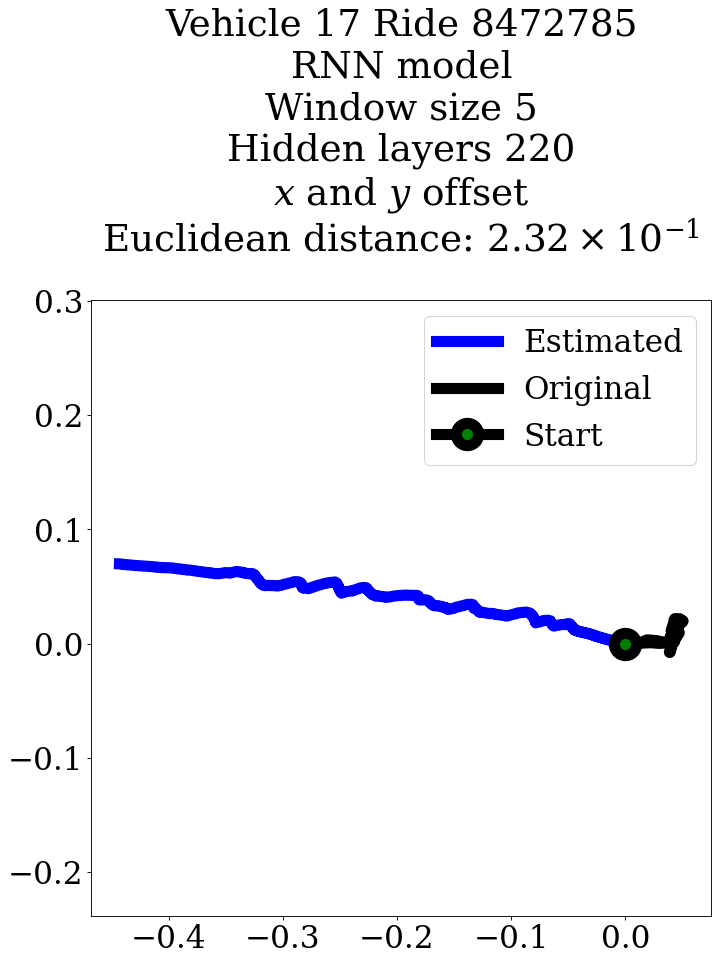 Vehicle 17 Ride 8472785
RNN model
Window size 5
Hidden layers 220
x and y offset
Euclidean distance: 2.32 × 10⁻¹
Estimated
Original
Start
0.3
0.2
0.1
0.0
−0.1
−0.2
−0.4 −0.3 −0.2 −0.1 0.0